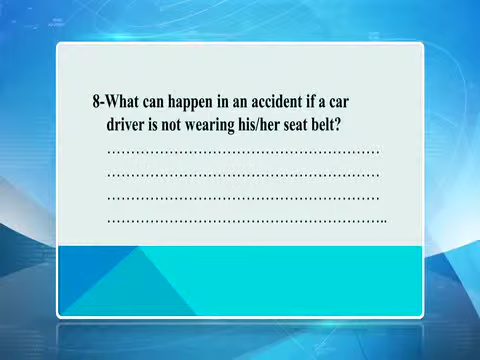 8-What can happen in an accident if a car
driver is not wearing his/her seat belt?
………………………………………………
………………………………………………
………………………………………………
………………………………………………..